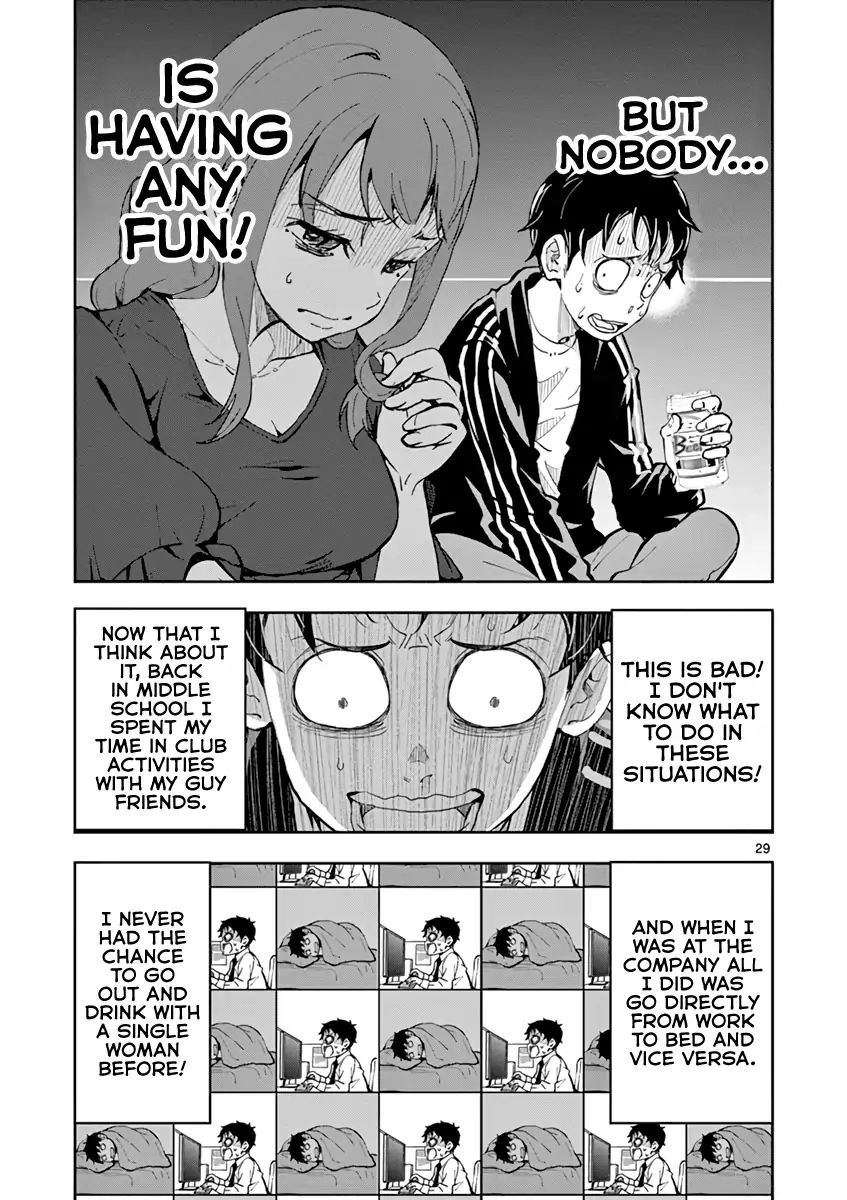 BUT
NOBODY...
IS
HAVING
ANY
FUN!
BEER
THIS IS BAD!
I DON'T
KNOW WHAT
TO DO IN
THESE
SITUATIONS!
NOW THAT I
THINK ABOUT
IT, BACK
IN MIDDLE
SCHOOL I
SPENT MY
TIME IN CLUB
ACTIVITIES
WITH MY GUY
FRIENDS.
29
AND WHEN I
WAS AT THE
COMPANY ALL
I DID WAS
GO DIRECTLY
FROM WORK
TO BED AND
VICE VERSA.
I NEVER
HAD THE
CHANCE
TO GO
OUT AND
DRINK WITH
A SINGLE
WOMAN
BEFORE!